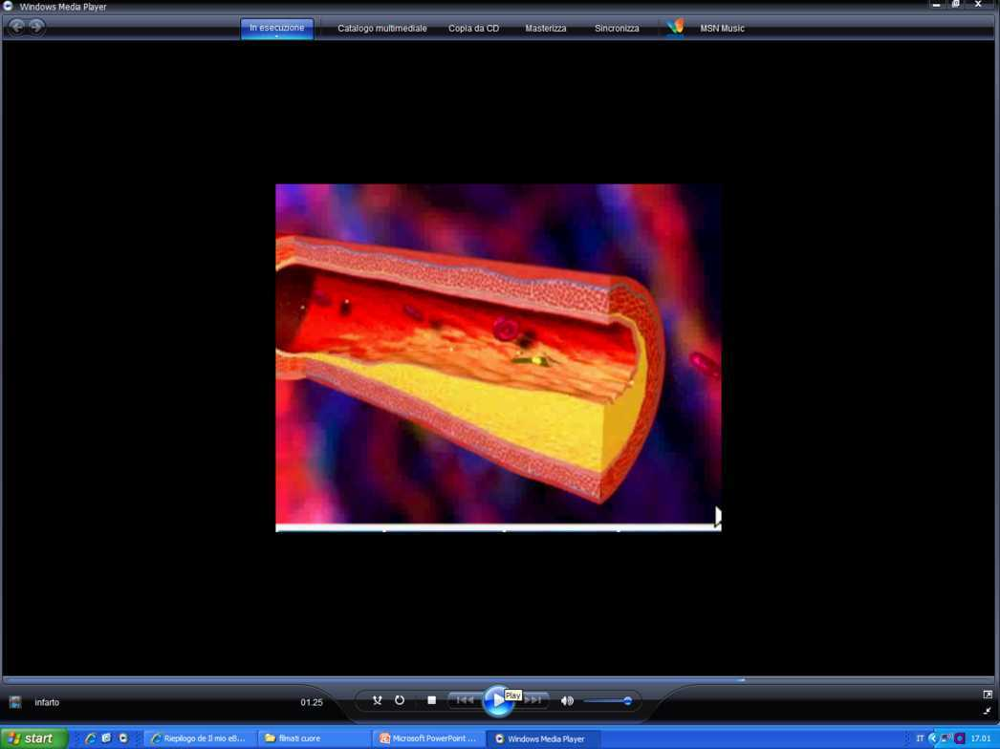 Windows Media Player
In esecuzione Catalogo multimediale Copia da CD Masterizza Sincronizza MSN Music
Play
infarto 01.25
start Riepilogo de Il mio eB... filmati cuore Microsoft PowerPoint ... Windows Media Player IT 17.01